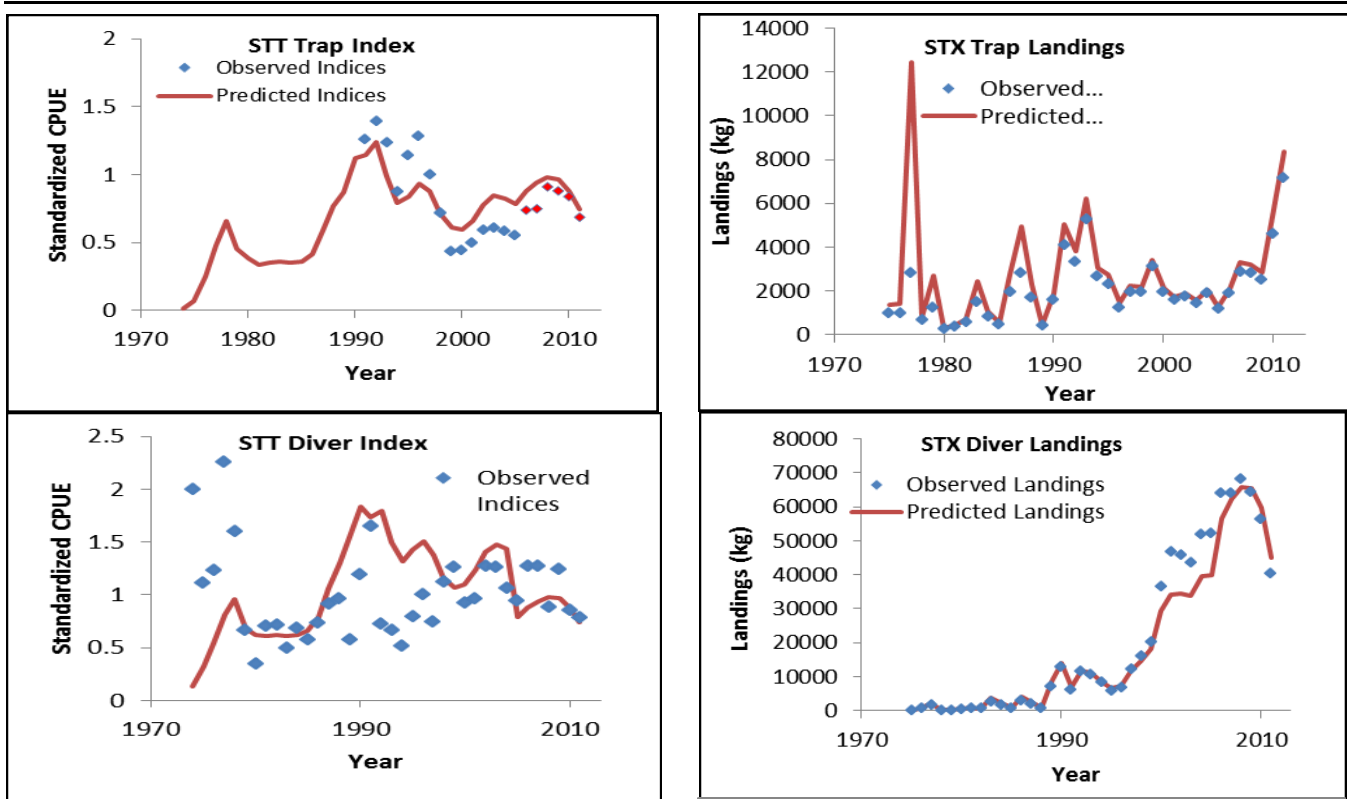 STT Trap Index
Observed Indices
Predicted Indices
Standardized CPUE
2
1.5
1
0.5
0
1970
1980
1990
2000
2010
Year
STX Trap Landings
Observed...
Predicted...
Landings (kg)
14000
12000
10000
8000
6000
4000
2000
0
1970
1980
1990
2000
2010
Year
STT Diver Index
Observed
Indices
Standardized CPUE
2.5
2
1.5
1
0.5
0
1970
1990
2010
Year
STX Diver Landings
Observed Landings
Predicted Landings
Landings (kg)
80000
70000
60000
50000
40000
30000
20000
10000
0
1970
1990
2010
Year